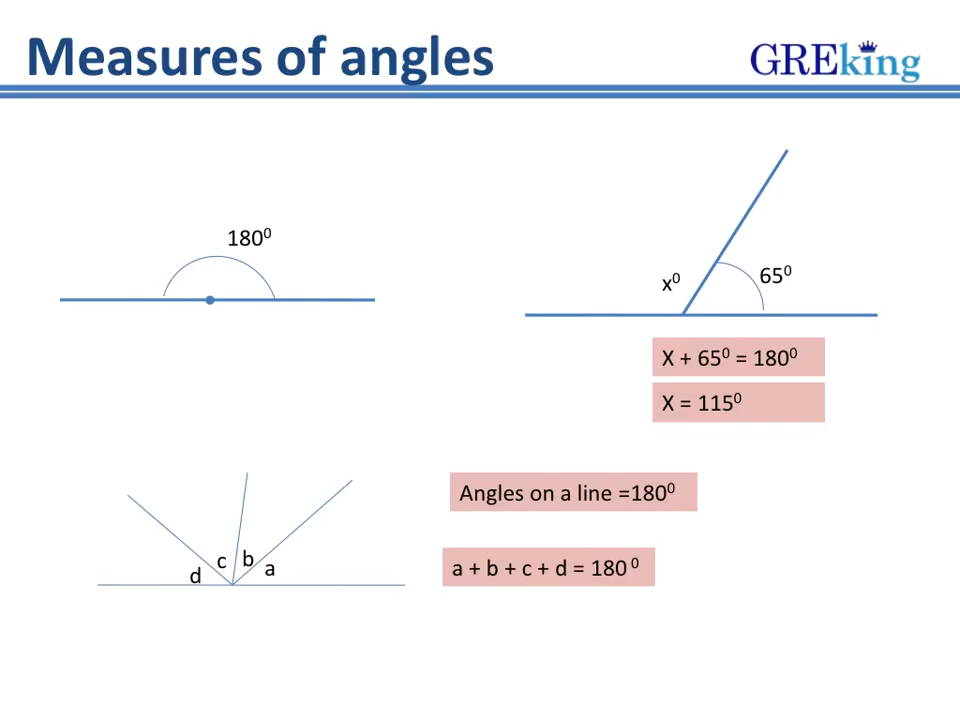 Measures of angles
GREking
180⁰
x⁰
65⁰
X + 65⁰ = 180⁰
X = 115⁰
Angles on a line =180⁰
c
b
a
d
a + b + c + d = 180 ⁰